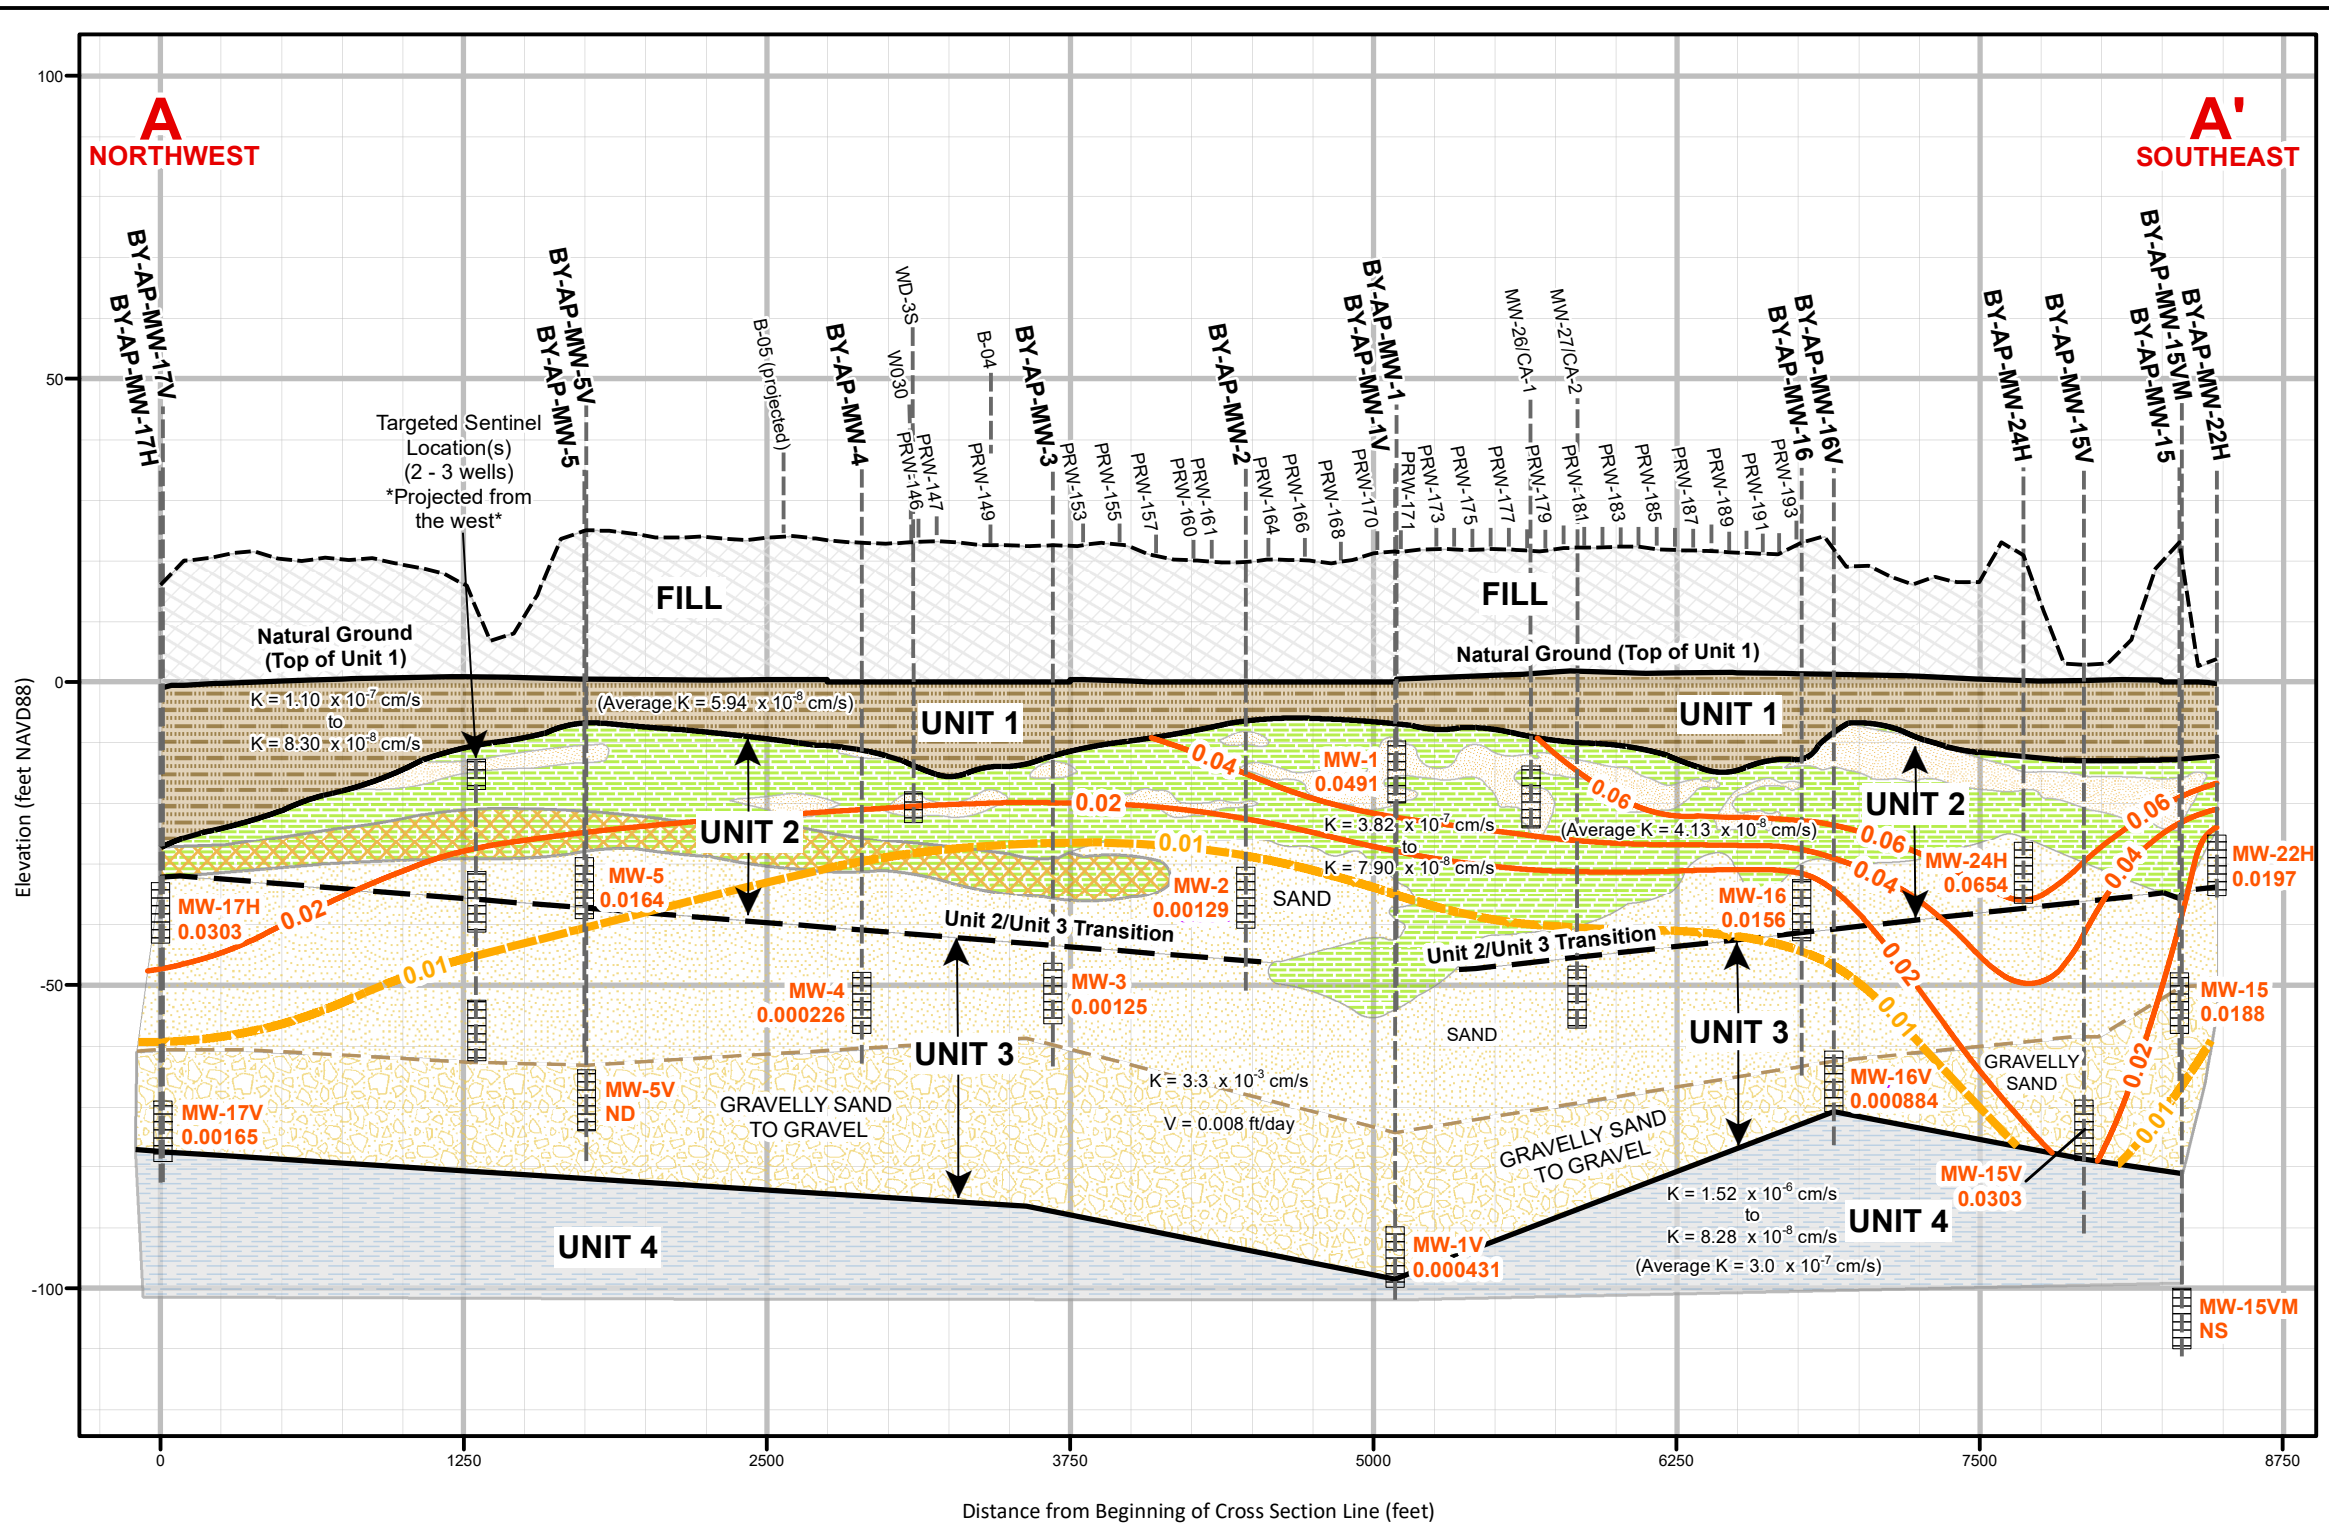 100
50
0
-50
-100
Elevation (feet NAVD88)
A
NORTHWEST
A'
SOUTHEAST
BY-AP-MW-17V
BY-AP-MW-17H
BY-AP-MW-5V
BY-AP-MW-5
B-05 (projected)
BY-AP-MW-4
WD-3S
W030
PRW-146
PRW-147
B-04
PRW-149
BY-AP-MW-3
PRW-153
PRW-155
PRW-157
PRW-160
PRW-161
BY-AP-MW-2
PRW-164
PRW-166
PRW-168
PRW-170
BY-AP-MW-1
BY-AP-MW-1V
PRW-171
PRW-173
PRW-175
PRW-177
MW-26/CA-1
PRW-179
MW-27/CA-2
PRW-181
PRW-183
PRW-185
PRW-187
PRW-189
PRW-191
PRW-193
BY-AP-MW-16
BY-AP-MW-16V
BY-AP-MW-24H
BY-AP-MW-15V
BY-AP-MW-15VM
BY-AP-MW-15
BY-AP-MW-22H
Targeted Sentinel
Location(s)
(2 - 3 wells)
*Projected from
the west*
FILL
FILL
Natural Ground
(Top of Unit 1)
Natural Ground (Top of Unit 1)
K = 1.10 x 10-7 cm/s
to
K = 8.30 x 10-8 cm/s
(Average K = 5.94 x 10-8 cm/s)
UNIT 1
UNIT 1
0.04
MW-1
0.0491
0.06
UNIT 2
0.06
0.02
UNIT 2
K = 3.82 x 10-7 cm/s
to
K = 7.90 x 10-8 cm/s
(Average K = 4.13 x 10-8 cm/s)
0.06
0.01
0.04
0.04
MW-24H
0.0654
MW-22H
0.0197
MW-5
0.0164
MW-2
0.00129
SAND
MW-16
0.0156
MW-17H
0.0303
0.02
Unit 2/Unit 3 Transition
Unit 2/Unit 3 Transition
0.01
0.02
MW-4
0.000226
MW-3
0.00125
MW-15
0.0188
0.01
SAND
UNIT 3
UNIT 3
GRAVELLY
SAND
0.02
K = 3.3 x 10-3 cm/s
V = 0.008 ft/day
MW-5V
ND
MW-16V
0.000884
MW-17V
0.00165
GRAVELLY SAND
TO GRAVEL
GRAVELLY SAND
TO GRAVEL
0.01
MW-15V
0.0303
K = 1.52 x 10-6 cm/s
to
K = 8.28 x 10-8 cm/s
(Average K = 3.0 x 10-7 cm/s)
UNIT 4
UNIT 4
MW-1V
0.000431
MW-15VM
NS
0
1250
2500
3750
5000
6250
7500
8750
Distance from Beginning of Cross Section Line (feet)